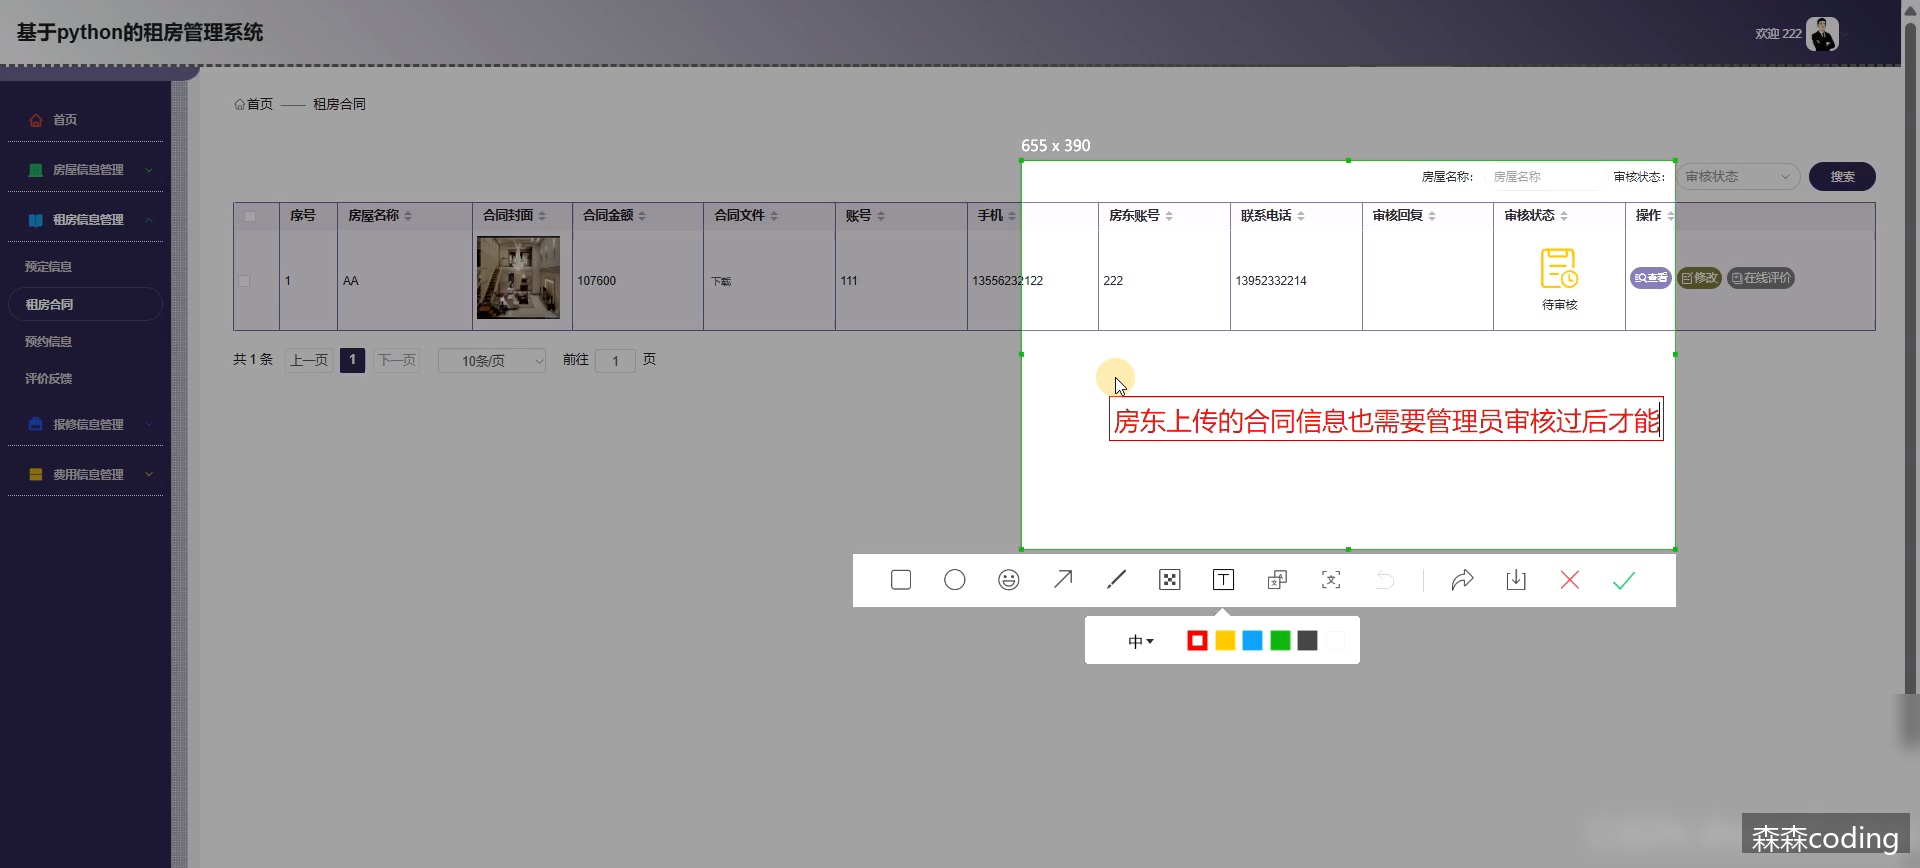 基于python的租房管理系统
欢迎 222
首页
房屋信息管理
租房信息管理
预定信息
租房合同
预约信息
评价反馈
报修信息管理
费用信息管理
首页 —— 租房合同
655 x 390
房屋名称： 房屋名称 审核状态： 审核状态 搜索
序号 房屋名称 合同封面 合同金额 合同文件 账号 手机 房东账号 联系电话 审核回复 审核状态 操作
1 AA 107600 下载 111 13556232122 222 13952332214 待审核 查看 修改 在线评价
共 1 条 上一页 1 下一页 10条/页 前往 1 页
房东上传的合同信息也需要管理员审核过后才能
T
中
森森coding